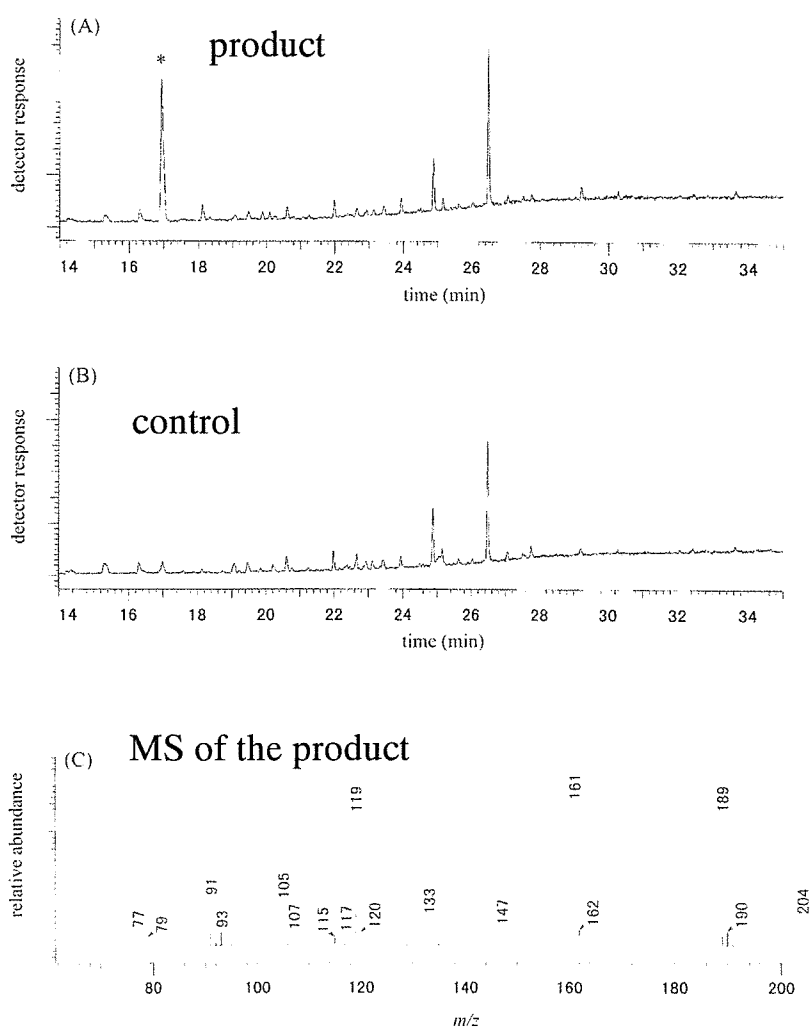 (A)
product
*
detector response
14 16 18 20 22 24 26 28 30 32 34
time (min)
(B)
control
detector response
14 16 18 20 22 24 26 28 30 32 34
time (min)
(C)
MS of the product
relative abundance
119 161 189
77 79 91 93 105 107 115 117 120 133 147 162 190 204
80 100 120 140 160 180 200
m/z